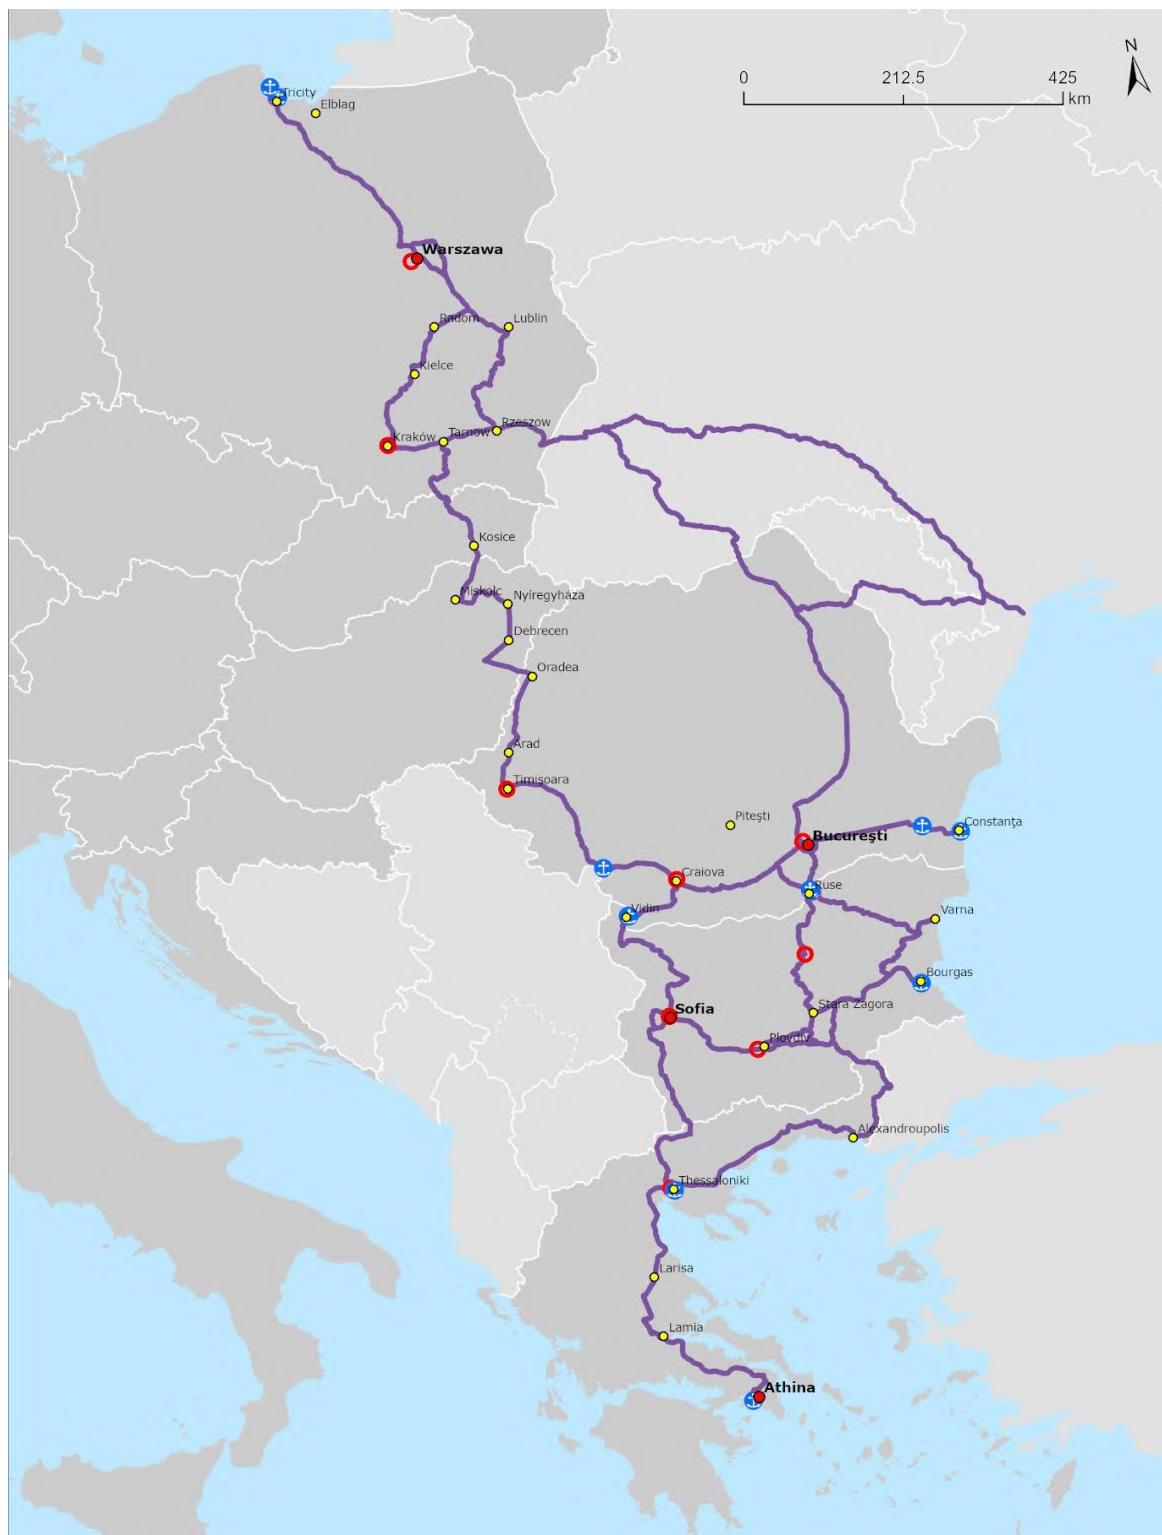 N
0 212.5 425
km
Tricity
Elblag
Warszawa
Radom
Lublin
Kielce
Rzeszow
Kraków
Tarnow
Kosice
Miskolc
Nyíregyháza
Debrecen
Oradea
Arad
Timișoara
Pitești
Constanța
București
Craiova
Ruse
Vidin
Varna
Bourgas
Sofia
Stara Zagora
Plovdiv
Alexandroupolis
Thessaloniki
Larisa
Lamia
Athina